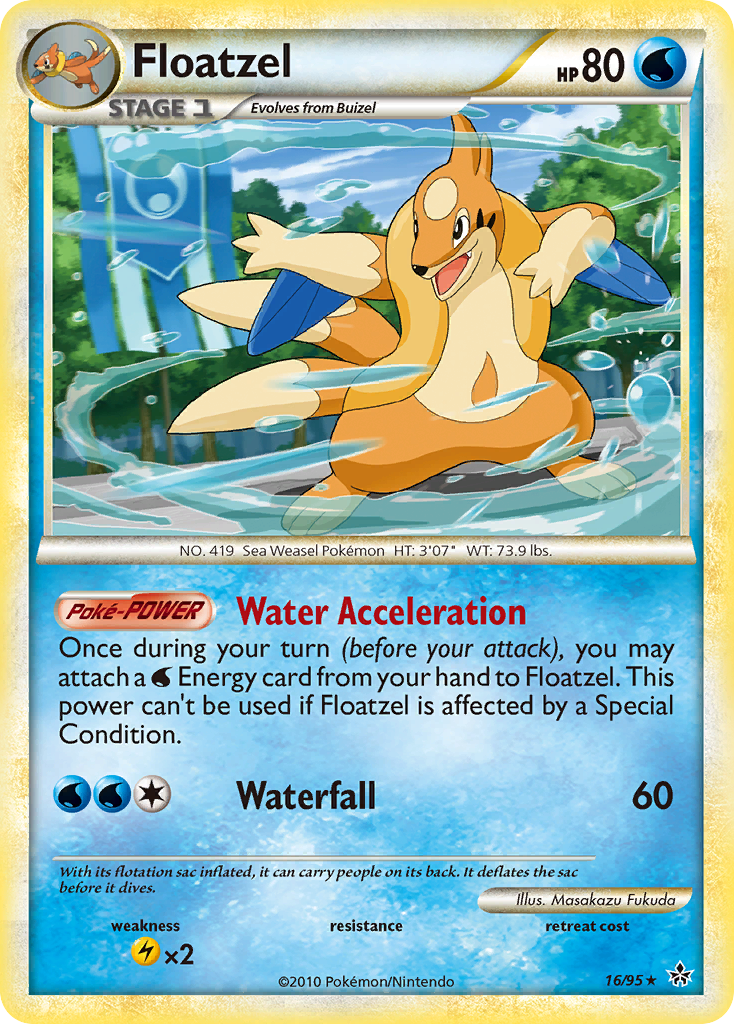 Floatzel
HP 80
STAGE 1
Evolves from Buizel
NO. 419 Sea Weasel Pokémon HT: 3'07" WT: 73.9 lbs.
Poké-POWER Water Acceleration
Once during your turn (before your attack), you may
attach a Energy card from your hand to Floatzel. This
power can't be used if Floatzel is affected by a Special
Condition.
Waterfall 60
With its flotation sac inflated, it can carry people on its back. It deflates the sac
before it dives.
Illus. Masakazu Fukuda
weakness resistance retreat cost
×2
©2010 Pokémon/Nintendo 16/95 ★